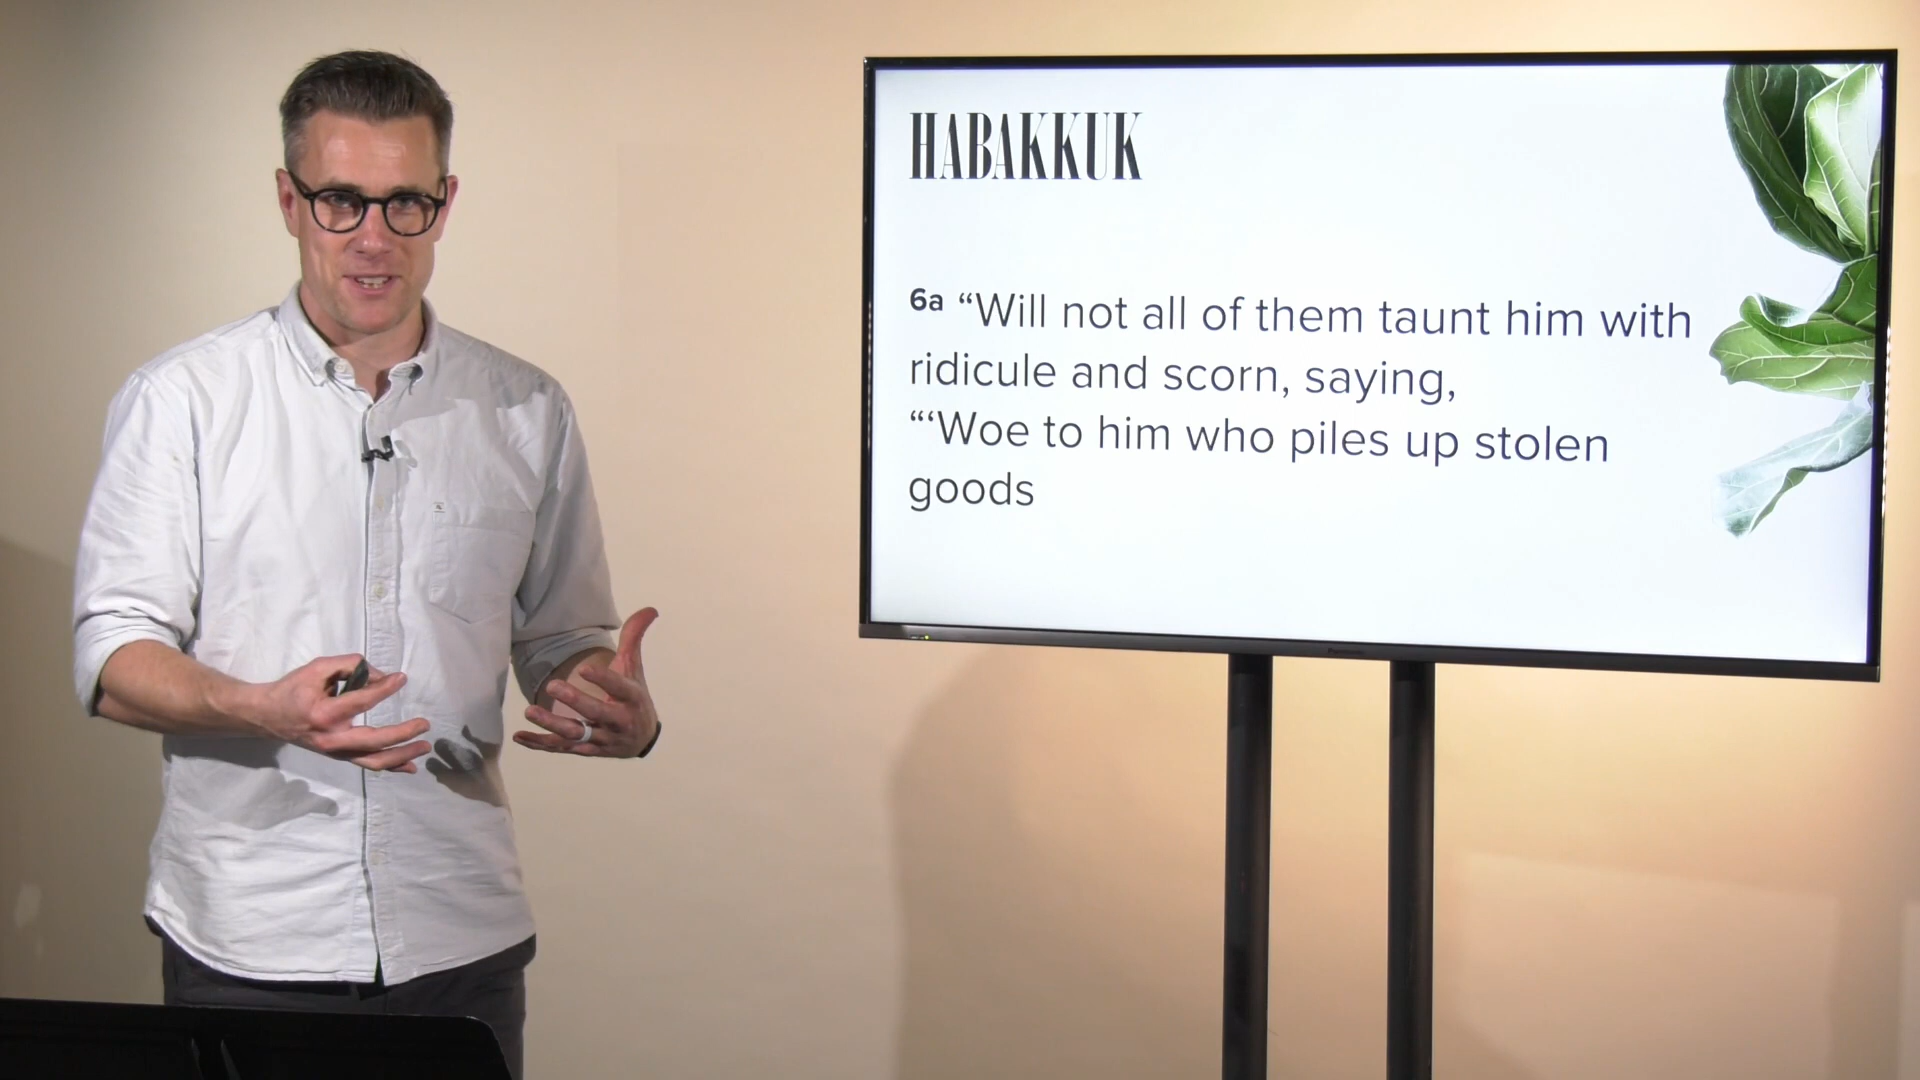 HABAKKUK
6a “Will not all of them taunt him with
ridicule and scorn, saying,
“‘Woe to him who piles up stolen
goods
Panasonic